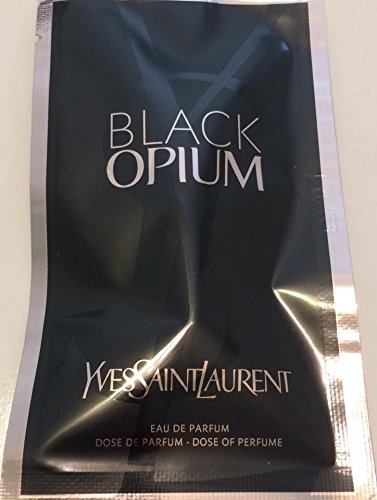 BLACK
OPIUM
YVESSAINTLAURENT
EAU DE PARFUM
DOSE DE PARFUM - DOSE OF PERFUME